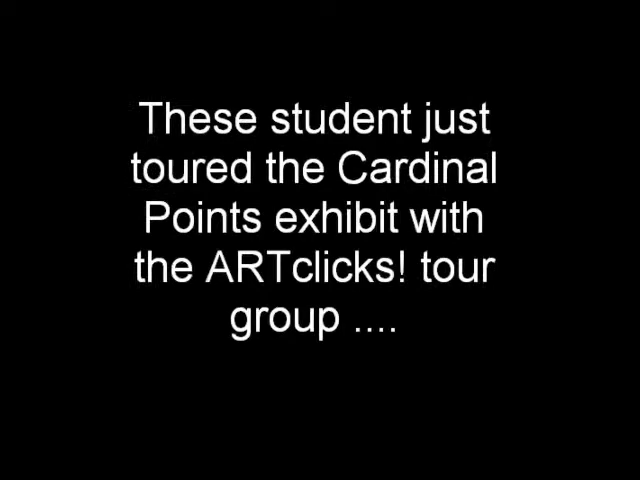 These student just
toured the Cardinal
Points exhibit with
the ARTclicks! tour
group ....